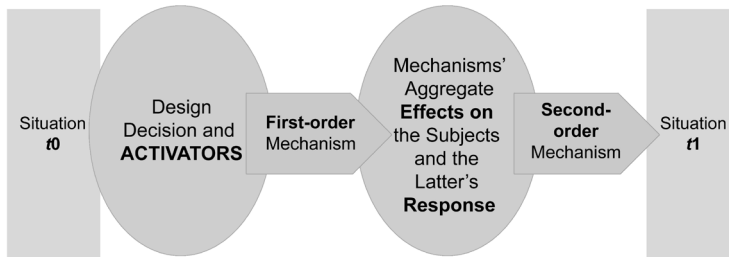 Situation
t0
Design
Decision and
ACTIVATORS
First-order
Mechanism
Mechanisms’
Aggregate
Effects on
the Subjects
and the
Latter’s
Response
Second-
order
Mechanism
Situation
t1